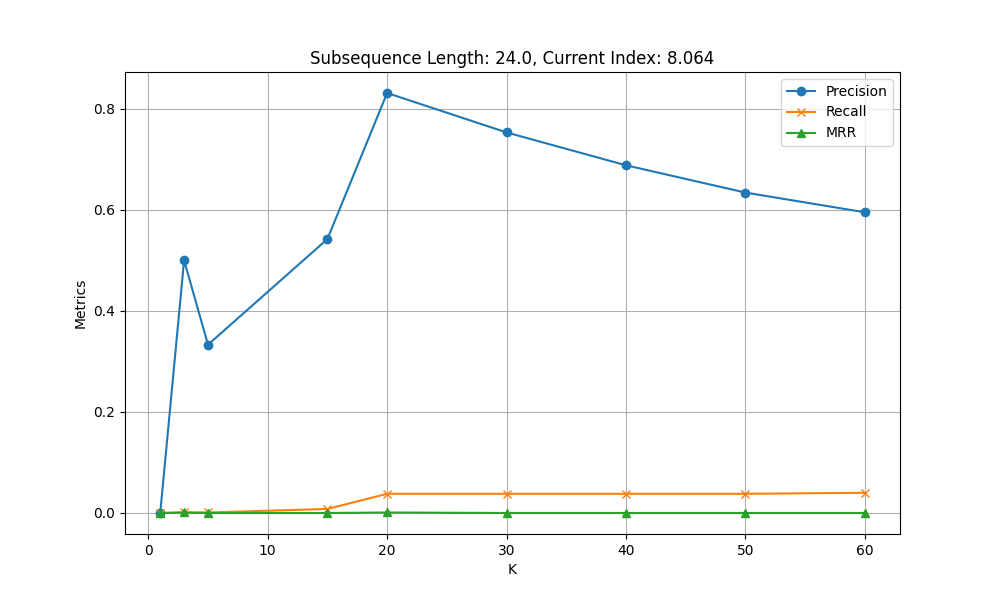 Subsequence Length: 24.0, Current Index: 8.064
Precision
Recall
MRR
Metrics
0.8
0.6
0.4
0.2
0.0
0 10 20 30 40 50 60
K